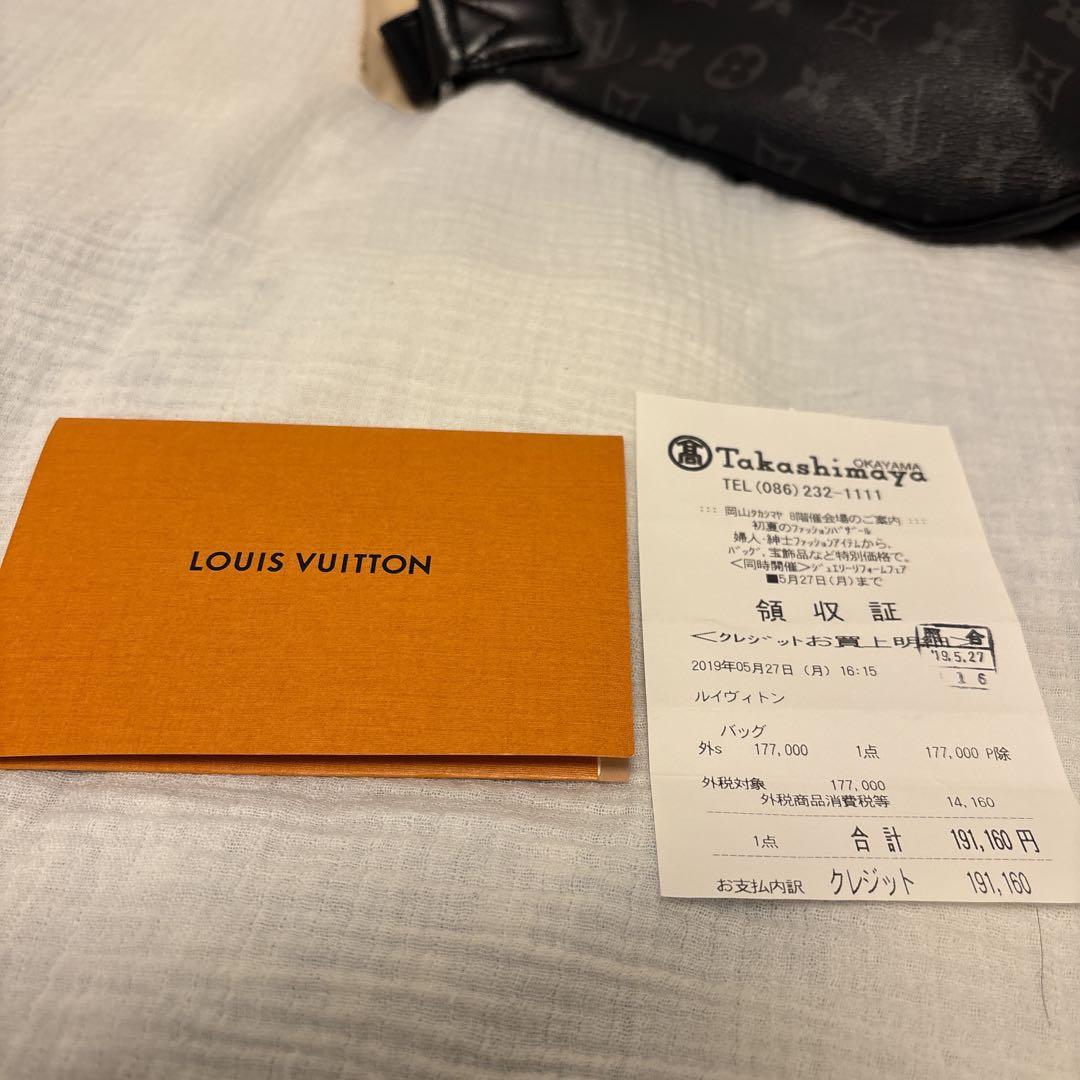 LOUIS VUITTON
髙 Takashimaya
OKAYAMA
TEL (086) 232-1111
::: 岡山ﾀｶｼﾏﾔ 8階催会場のご案内 :::
初夏のﾌｧｯｼｮﾝﾊﾞｻﾞｰﾙ
婦人・紳士ﾌｧｯｼｮﾝｱｲﾃﾑから、
ﾊﾞｯｸﾞ、宝飾品など特別価格で。
＜同時開催＞ｼﾞｭｴﾘｰﾘﾌｫｰﾑﾌｪｱ
■5月27日(月)まで
領収証
＜クレジットお買上明細＞
照合
'19.5.27
16
2019年05月27日 (月) 16:15
ルイヴィトン
バッグ
外s 177,000 1点 177,000 P除
外税対象 177,000
外税商品消費税等 14,160
1点 合計 191,160円
お支払内訳 クレジット 191,160